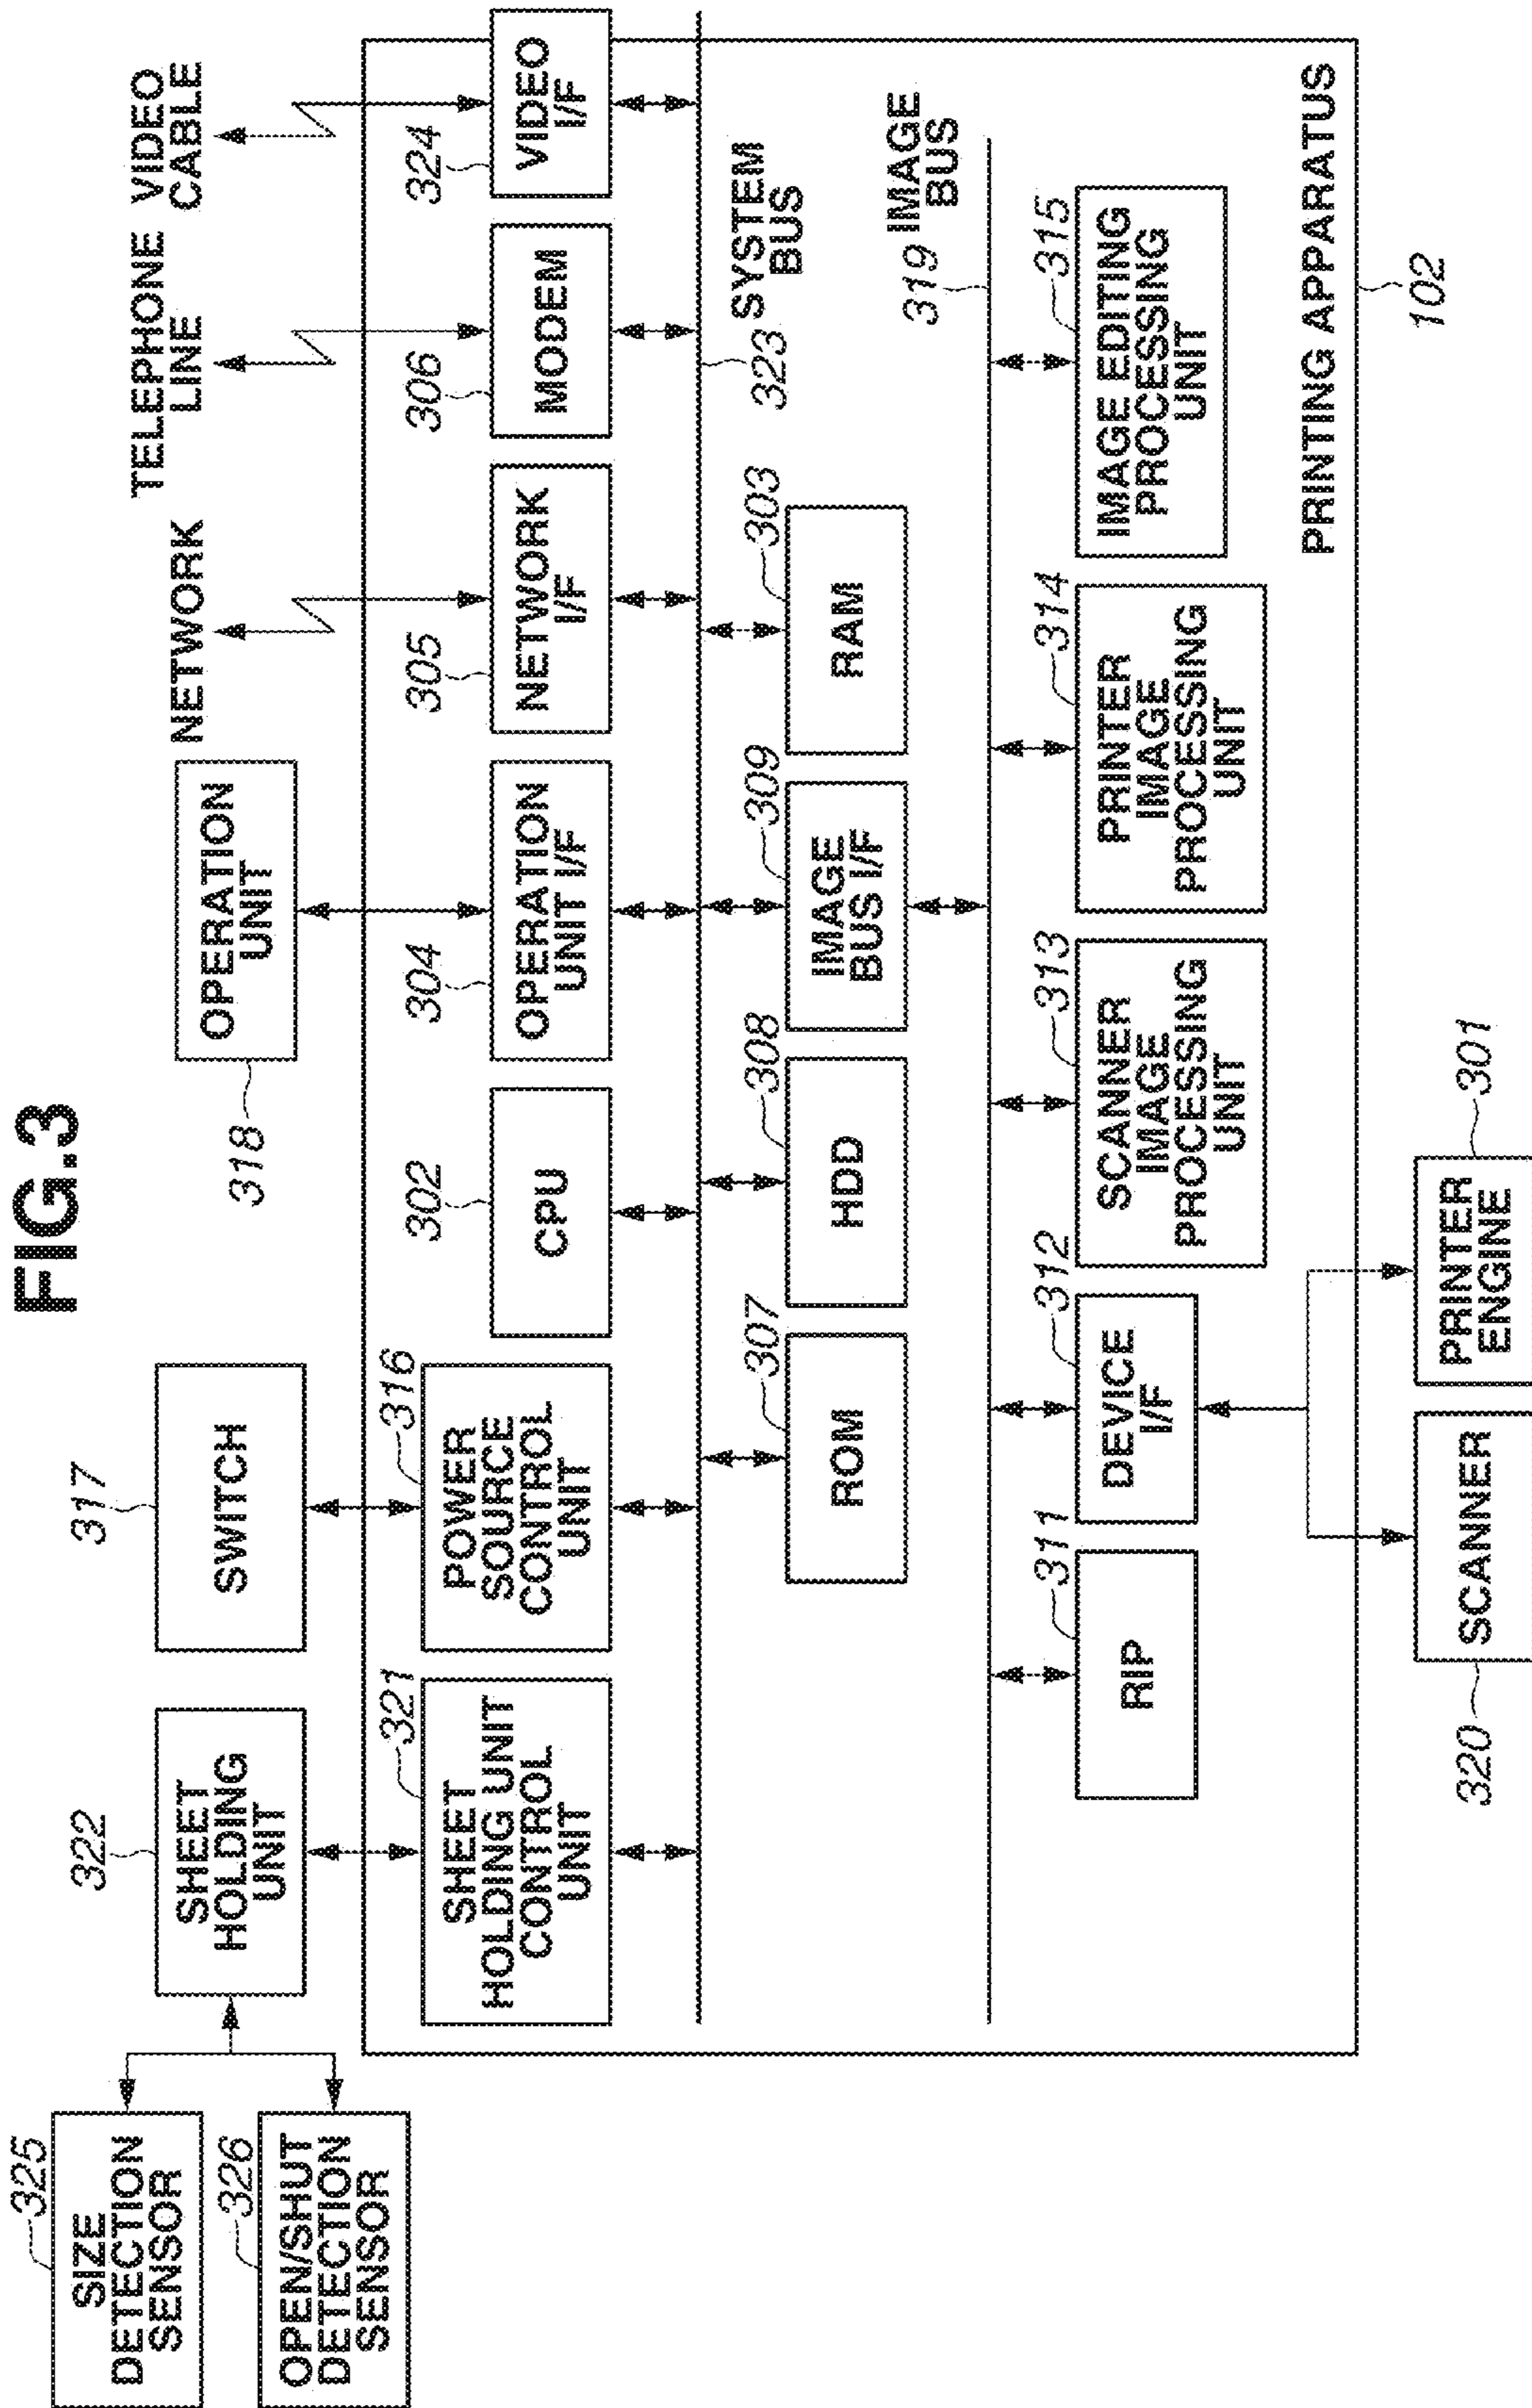 FIG.3
325
SIZE
DETECTION
SENSOR
326
OPEN/SHUT
DETECTION
SENSOR
322
SHEET
HOLDING
UNIT
317
SWITCH
318
OPERATION
UNIT
NETWORK
TELEPHONE
LINE
VIDEO
CABLE
321
SHEET
HOLDING UNIT
CONTROL
UNIT
316
POWER
SOURCE
CONTROL
UNIT
302
CPU
304
OPERATION
UNIT I/F
305
NETWORK
I/F
306
MODEM
324
VIDEO
I/F
323
SYSTEM
BUS
307
ROM
308
HDD
309
IMAGE
BUS I/F
303
RAM
319
IMAGE
BUS
311
RIP
312
DEVICE
I/F
313
SCANNER
IMAGE
PROCESSING
UNIT
314
PRINTER
IMAGE
PROCESSING
UNIT
315
IMAGE EDITING
PROCESSING
UNIT
PRINTING APPARATUS
102
320
SCANNER
301
PRINTER
ENGINE